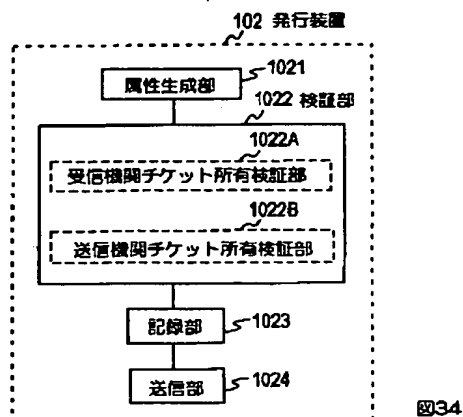 102 発行装置
属性生成部
1021
1022 検証部
1022A
受信機関チケット所有検証部
1022B
送信機関チケット所有検証部
記録部
1023
送信部
1024
図34